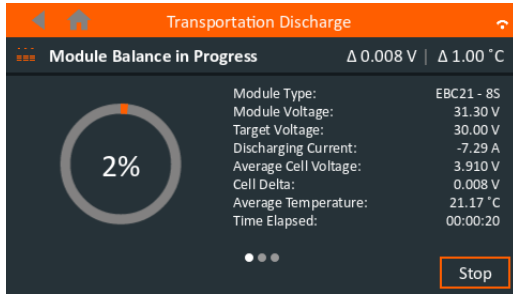 Transportation Discharge
Module Balance in Progress Δ 0.008 V | Δ 1.00 ˚C
Module Type: EBC21 - 8S
Module Voltage: 31.30 V
Target Voltage: 30.00 V
Discharging Current: -7.29 A
Average Cell Voltage: 3.910 V
Cell Delta: 0.008 V
Average Temperature: 21.17 ˚C
Time Elapsed: 00:00:20
2%
Stop